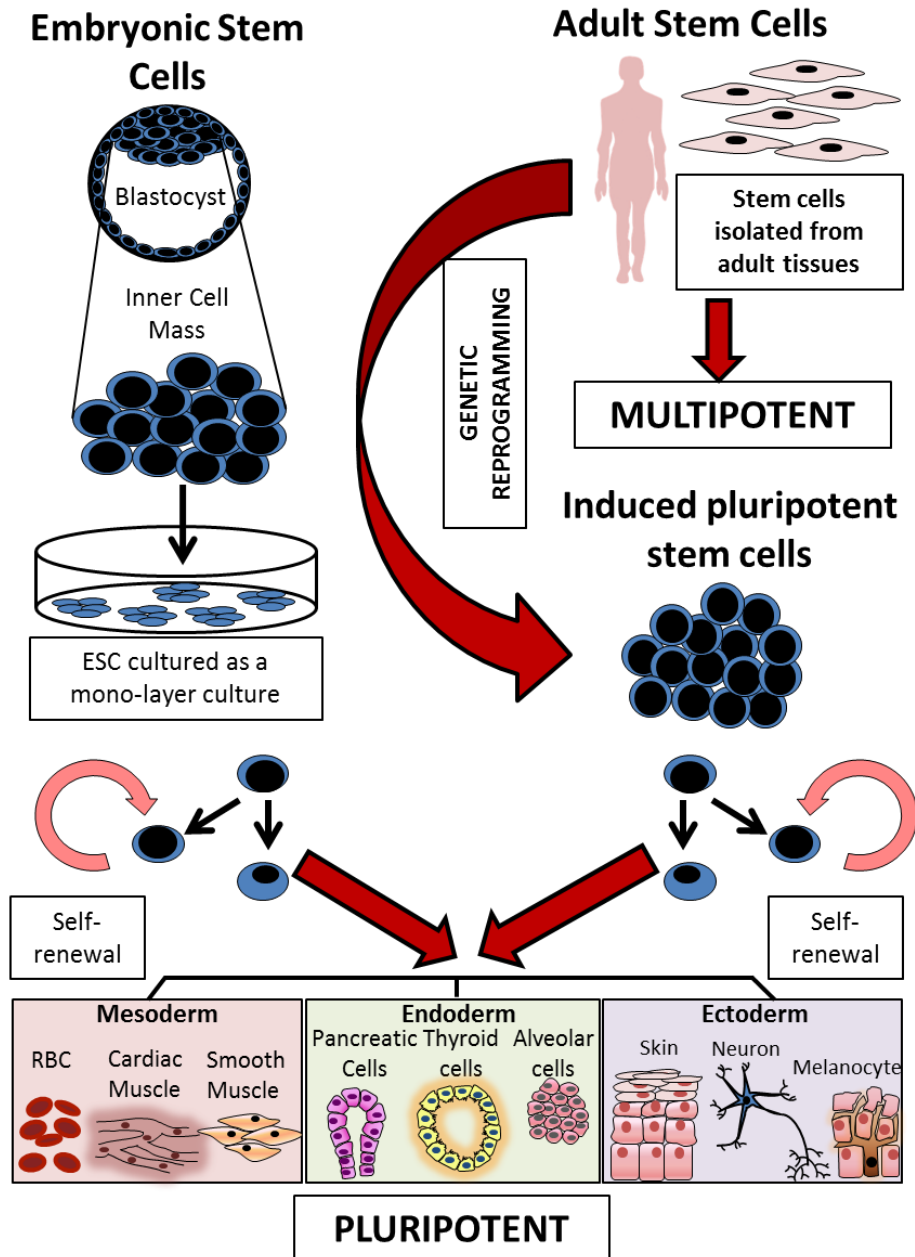 Embryonic Stem
Cells
Blastocyst
Inner Cell
Mass
ESC cultured as a
mono-layer culture
Adult Stem Cells
Stem cells
isolated from
adult tissues
MULTIPOTENT
GENETIC
REPROGRAMMING
Induced pluripotent
stem cells
Self-
renewal
Self-
renewal
Mesoderm
RBC
Cardiac
Muscle
Smooth
Muscle
Endoderm
Pancreatic
Cells
Thyroid
cells
Alveolar
cells
Ectoderm
Skin
Neuron
Melanocyte
PLURIPOTENT